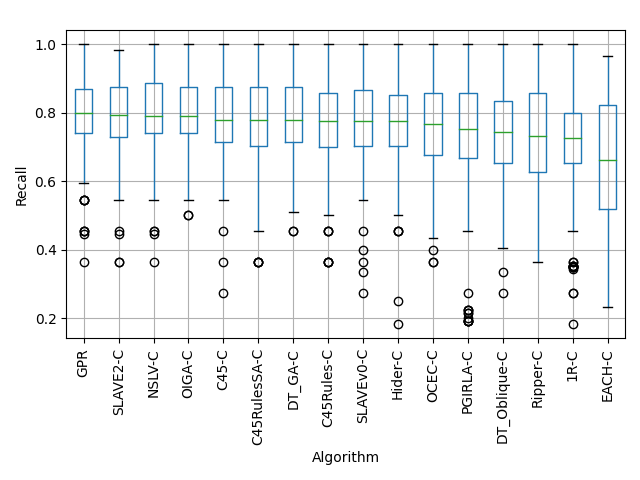 1.0
0.8
0.6
0.4
0.2
Recall
GPR
SLAVE2-C
NSLV-C
OIGA-C
C45-C
C45RulesSA-C
DT_GA-C
C45Rules-C
SLAVEv0-C
Hider-C
OCEC-C
PGIRLA-C
DT_Oblique-C
Ripper-C
1R-C
EACH-C
Algorithm